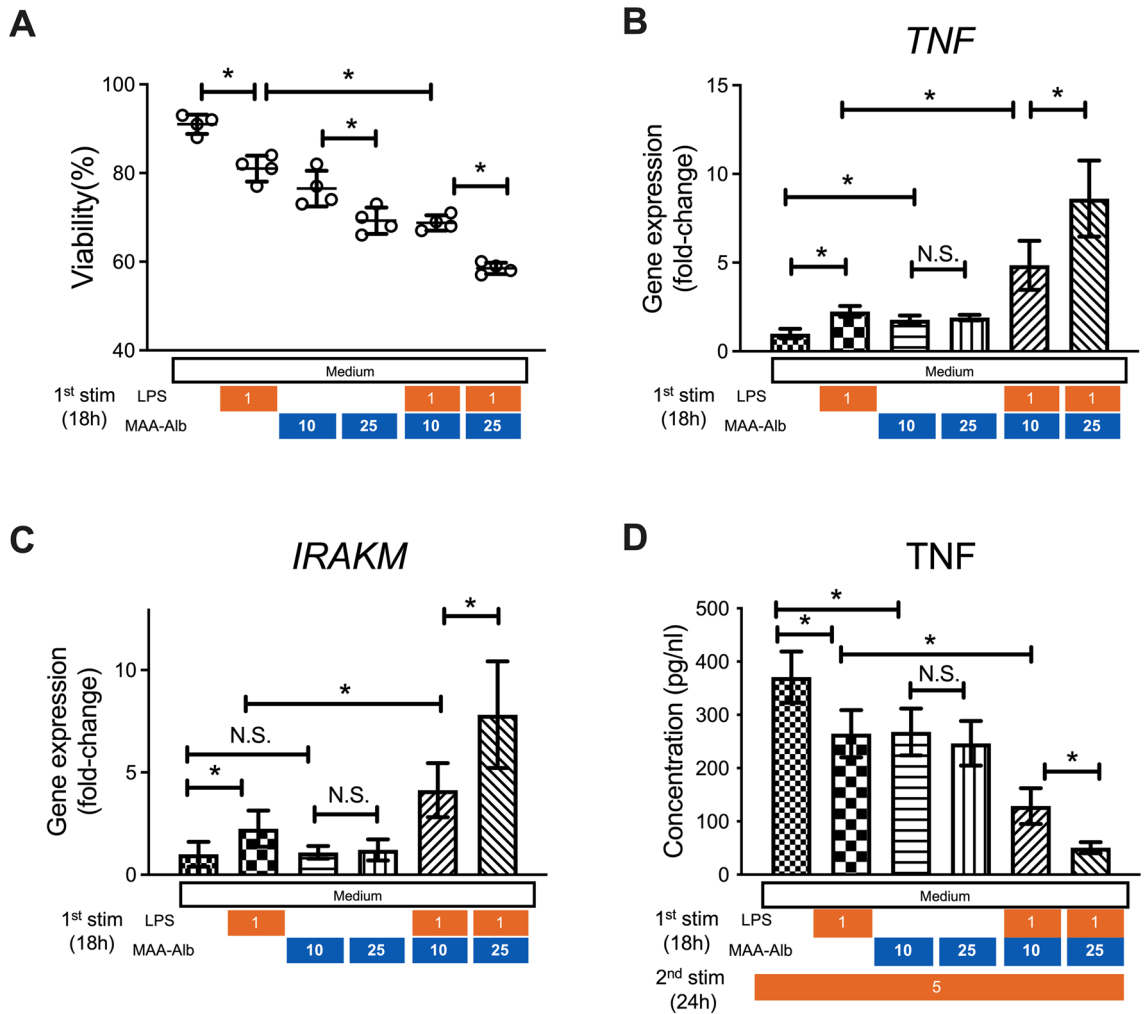 A
Viability(%)
100
80
60
40
*
*
*
*
Medium
1st stim
(18h)
LPS
1
1
1
MAA-Alb
10
25
10
25
B
TNF
Gene expression
(fold-change)
15
10
5
0
*
*
*
*
N.S.
Medium
1st stim
(18h)
LPS
1
1
1
MAA-Alb
10
25
10
25
C
IRAKM
Gene expression
(fold-change)
10
5
0
*
*
N.S.
*
N.S.
Medium
1st stim
(18h)
LPS
1
1
1
MAA-Alb
10
25
10
25
D
TNF
Concentration (pg/nl)
500
400
300
200
100
0
*
*
*
N.S.
*
Medium
1st stim
(18h)
LPS
1
1
1
MAA-Alb
10
25
10
25
2nd stim
(24h)
5